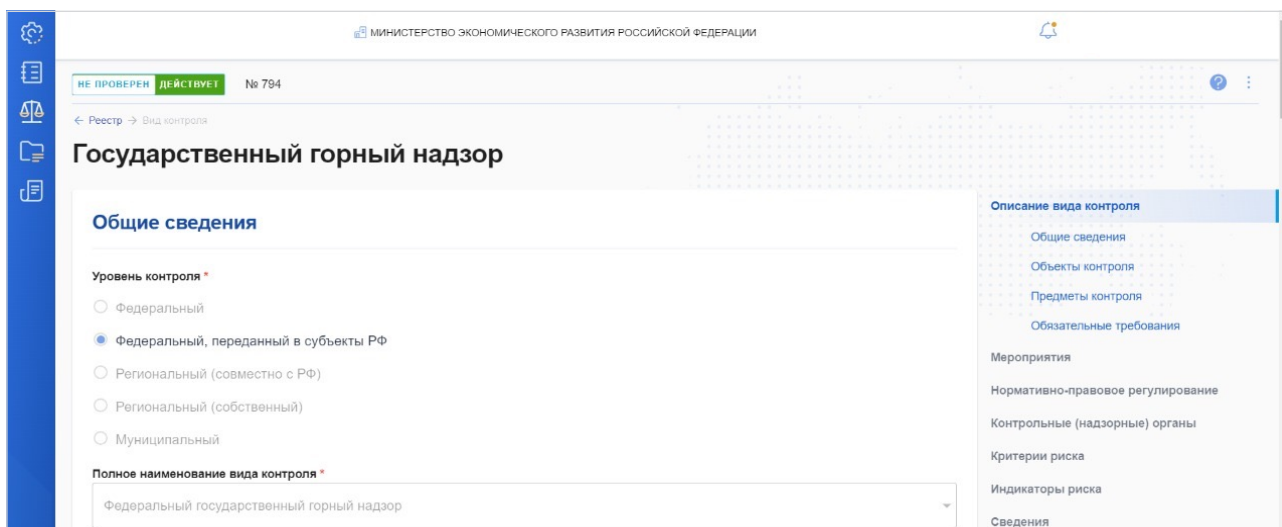 МИНИСТЕРСТВО ЭКОНОМИЧЕСКОГО РАЗВИТИЯ РОССИЙСКОЙ ФЕДЕРАЦИИ
НЕ ПРОВЕРЕН ДЕЙСТВУЕТ № 794
← Реестр → Вид контроля
Государственный горный надзор
Общие сведения
Уровень контроля *
Федеральный
Федеральный, переданный в субъекты РФ
Региональный (совместно с РФ)
Региональный (собственный)
Муниципальный
Полное наименование вида контроля *
Федеральный государственный горный надзор
Описание вида контроля
Общие сведения
Объекты контроля
Предметы контроля
Обязательные требования
Мероприятия
Нормативно-правовое регулирование
Контрольные (надзорные) органы
Критерии риска
Индикаторы риска
Сведения